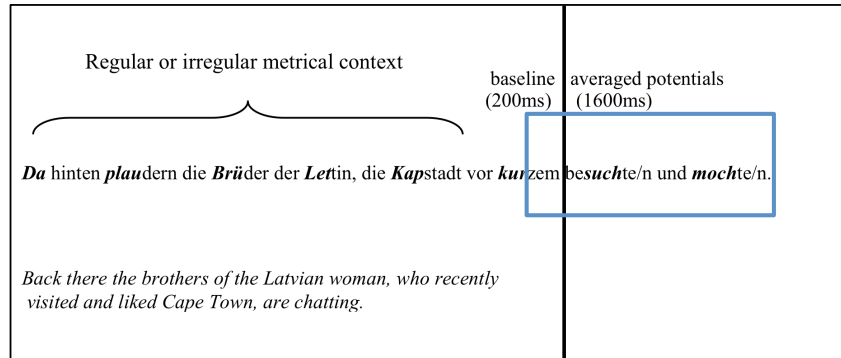 Regular or irregular metrical context
baseline
(200ms)
averaged potentials
(1600ms)
Da hinten plaudern die Brüder der Lettin, die Kapstadt vor kurzem besuchte/n und mochte/n.
Back there the brothers of the Latvian woman, who recently
visited and liked Cape Town, are chatting.